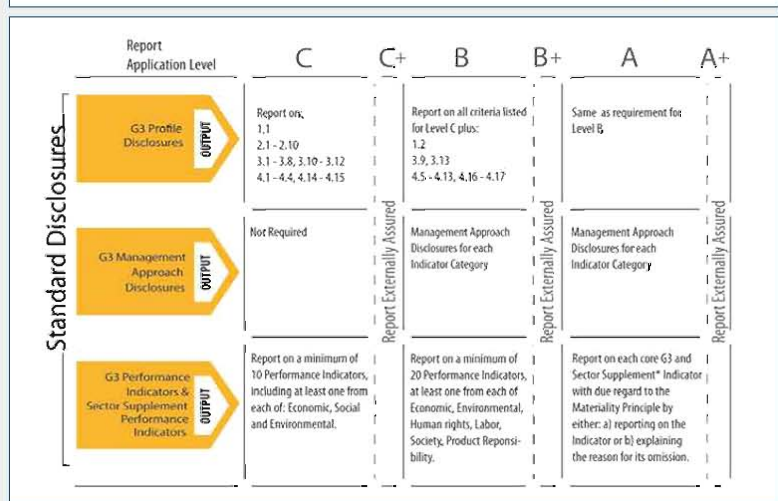 Report
Application Level
C
C+
B
B+
A
A+
Standard Disclosures
G3 Profile
Disclosures
OUTPUT
Report on:
1.1
2.1 - 2.10
3.1 - 3.8, 3.10 - 3.12
4.1 - 4.4, 4.14 - 4.15
Report on all criteria listed
for Level C plus:
1.2
3.9, 3.13
4.5 - 4.13, 4.16 - 4.17
Same as requirement for
Level B
G3 Management
Approach
Disclosures
OUTPUT
Not Required
Management Approach
Disclosures for each
Indicator Category
Management Approach
Disclosures for each
Indicator Category
G3 Performance
Indicators &
Sector Supplement
Performance
Indicators
OUTPUT
Report on a minimum of
10 Performance Indicators,
including at least one from
each of: Economic, Social
and Environmental.
Report on a minimum of
20 Performance Indicators,
at least one from each of
Economic, Environmental,
Human rights, Labor,
Society, Product Reponsi-
bility.
Report on each core G3 and
Sector Supplement* Indicator
with due regard to the
Materiality Principle by
either: a) reporting on the
Indicator or b) explaining
the reason for its omission.
Report Externally Assured
Report Externally Assured
Report Externally Assured